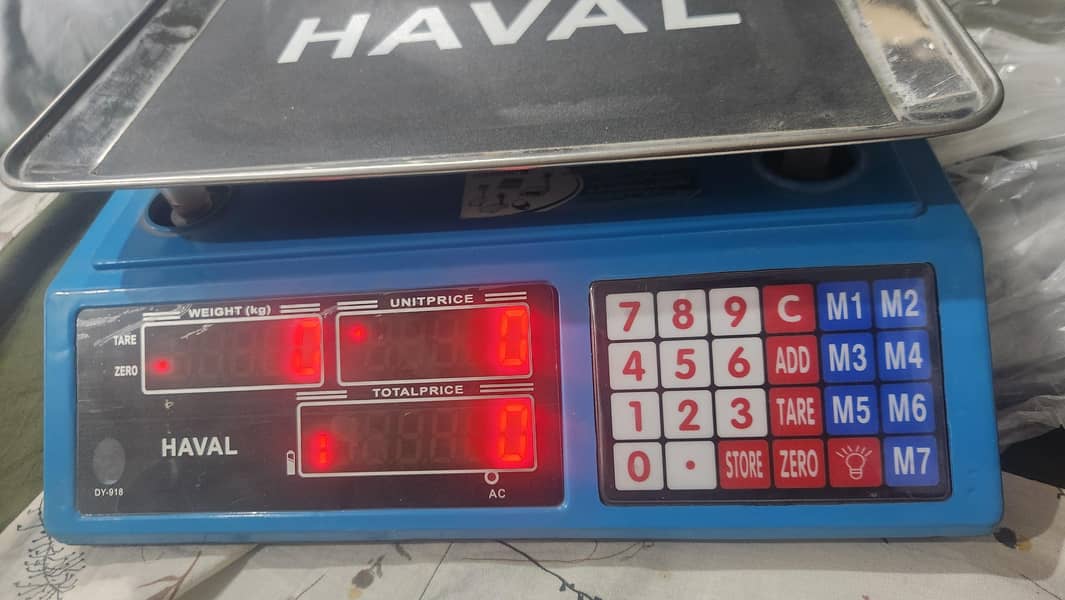 HAVAL
WEIGHT (kg)
UNITPRICE
TARE
ZERO
0
0
TOTALPRICE
0
HAVAL
AC
DY-918
7 8 9 C M1 M2
4 5 6 ADD M3 M4
1 2 3 TARE M5 M6
0 . STORE ZERO M7